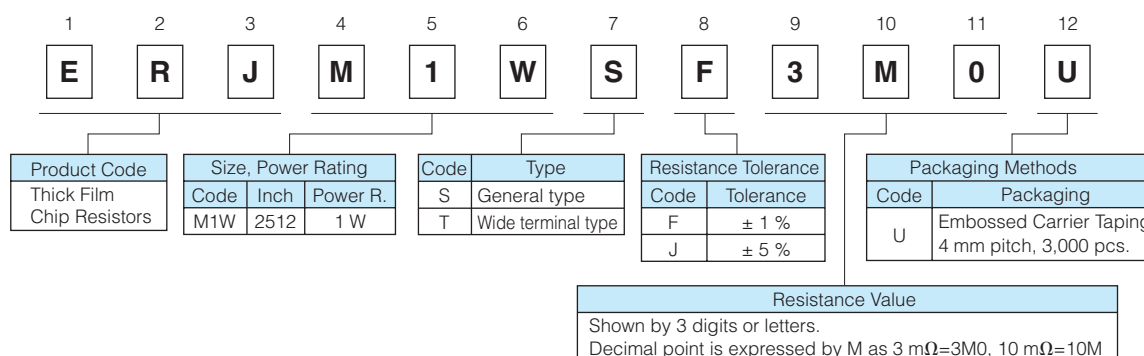 1 2 3 4 5 6 7 8 9 10 11 12
E R J M 1 W S F 3 M 0 U
Product Code
Thick Film
Chip Resistors
Size, Power Rating
Code Inch Power R.
M1W 2512 1 W
Code Type
S General type
T Wide terminal type
Resistance Tolerance
Code Tolerance
F ± 1 %
J ± 5 %
Packaging Methods
Code Packaging
U Embossed Carrier Taping
4 mm pitch, 3,000 pcs.
Resistance Value
Shown by 3 digits or letters.
Decimal point is expressed by M as 3 mΩ=3M0, 10 mΩ=10M